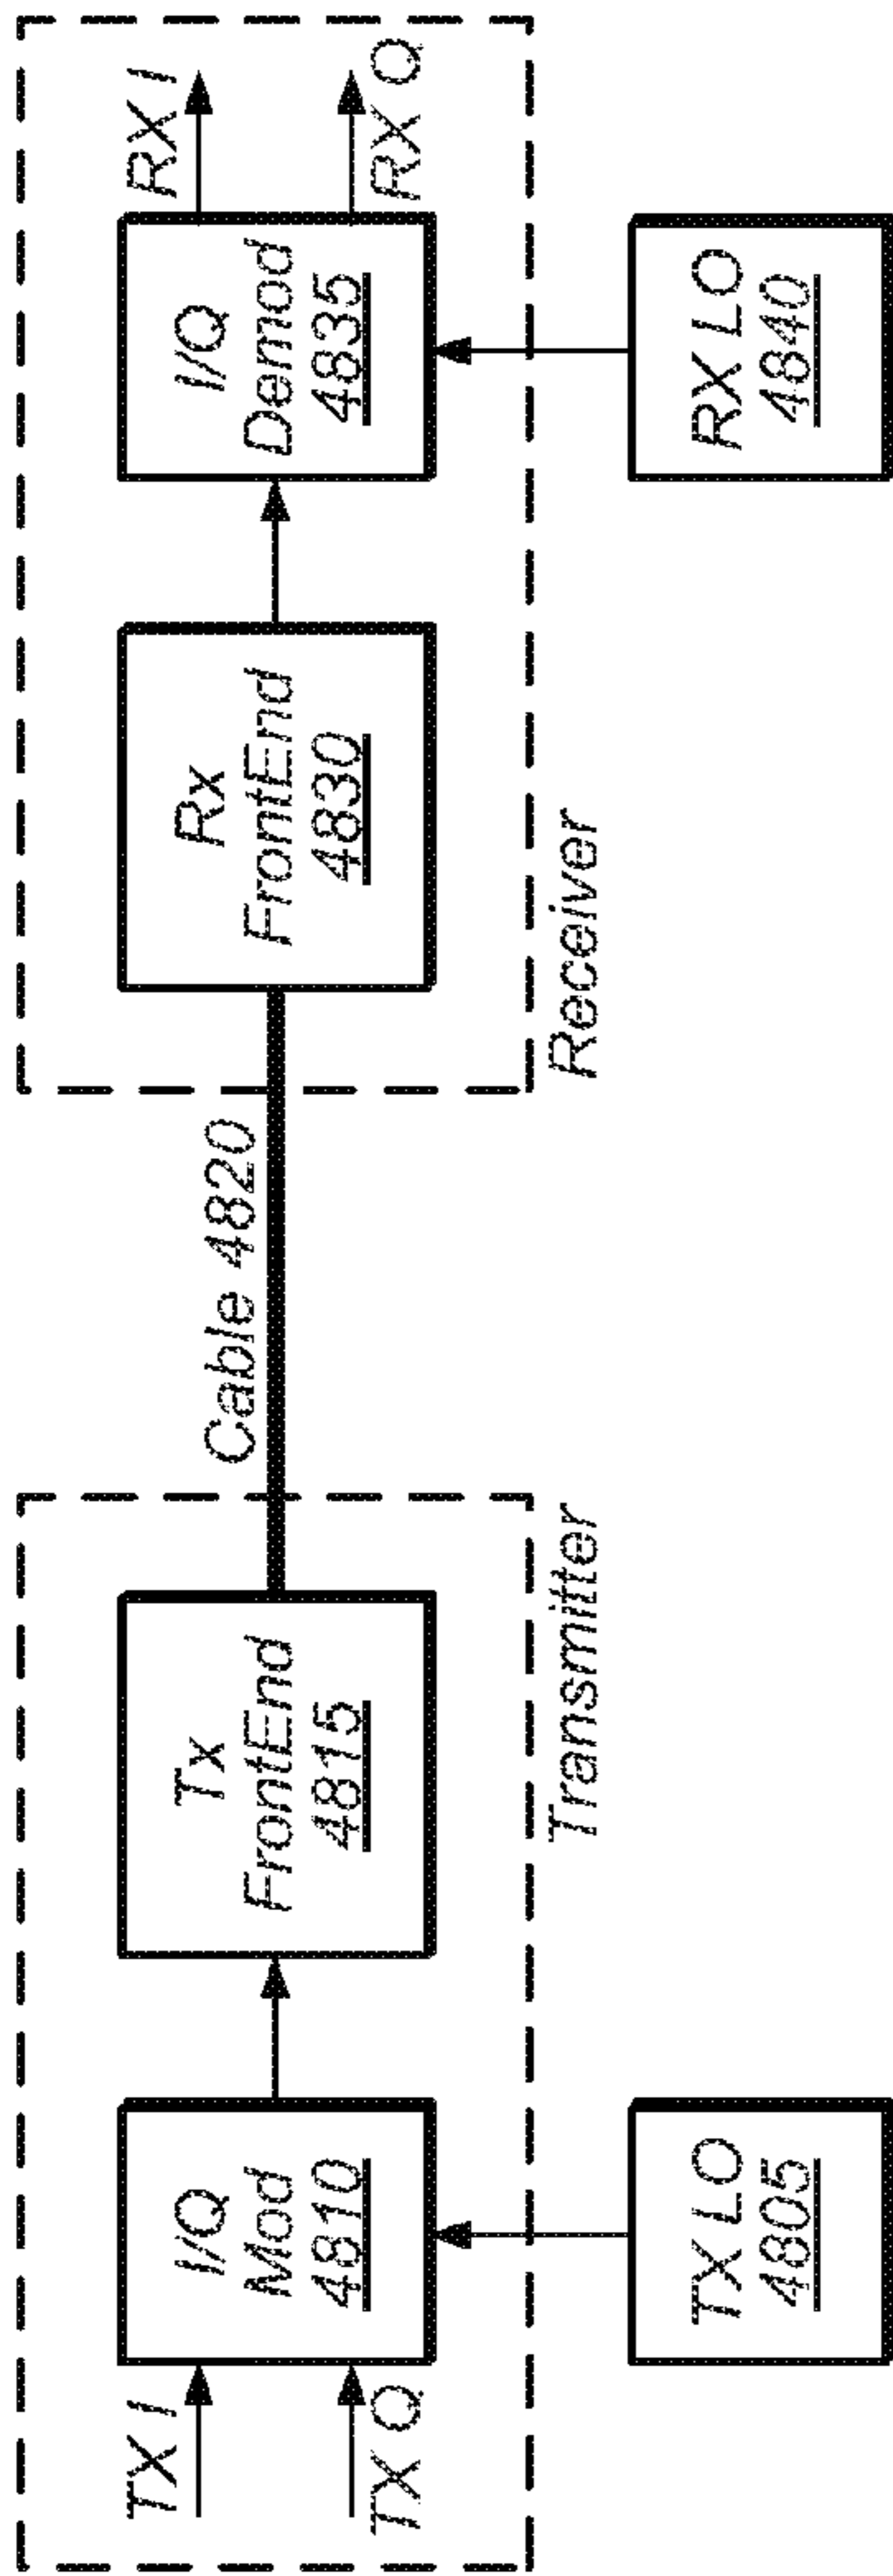 TX I
TX Q
I/Q
Mod
4810
TX LO
4805
Tx
FrontEnd
4815
Transmitter
Cable 4820
Rx
FrontEnd
4830
Receiver
I/Q
Demod
4835
RX LO
4840
RX I
RX Q